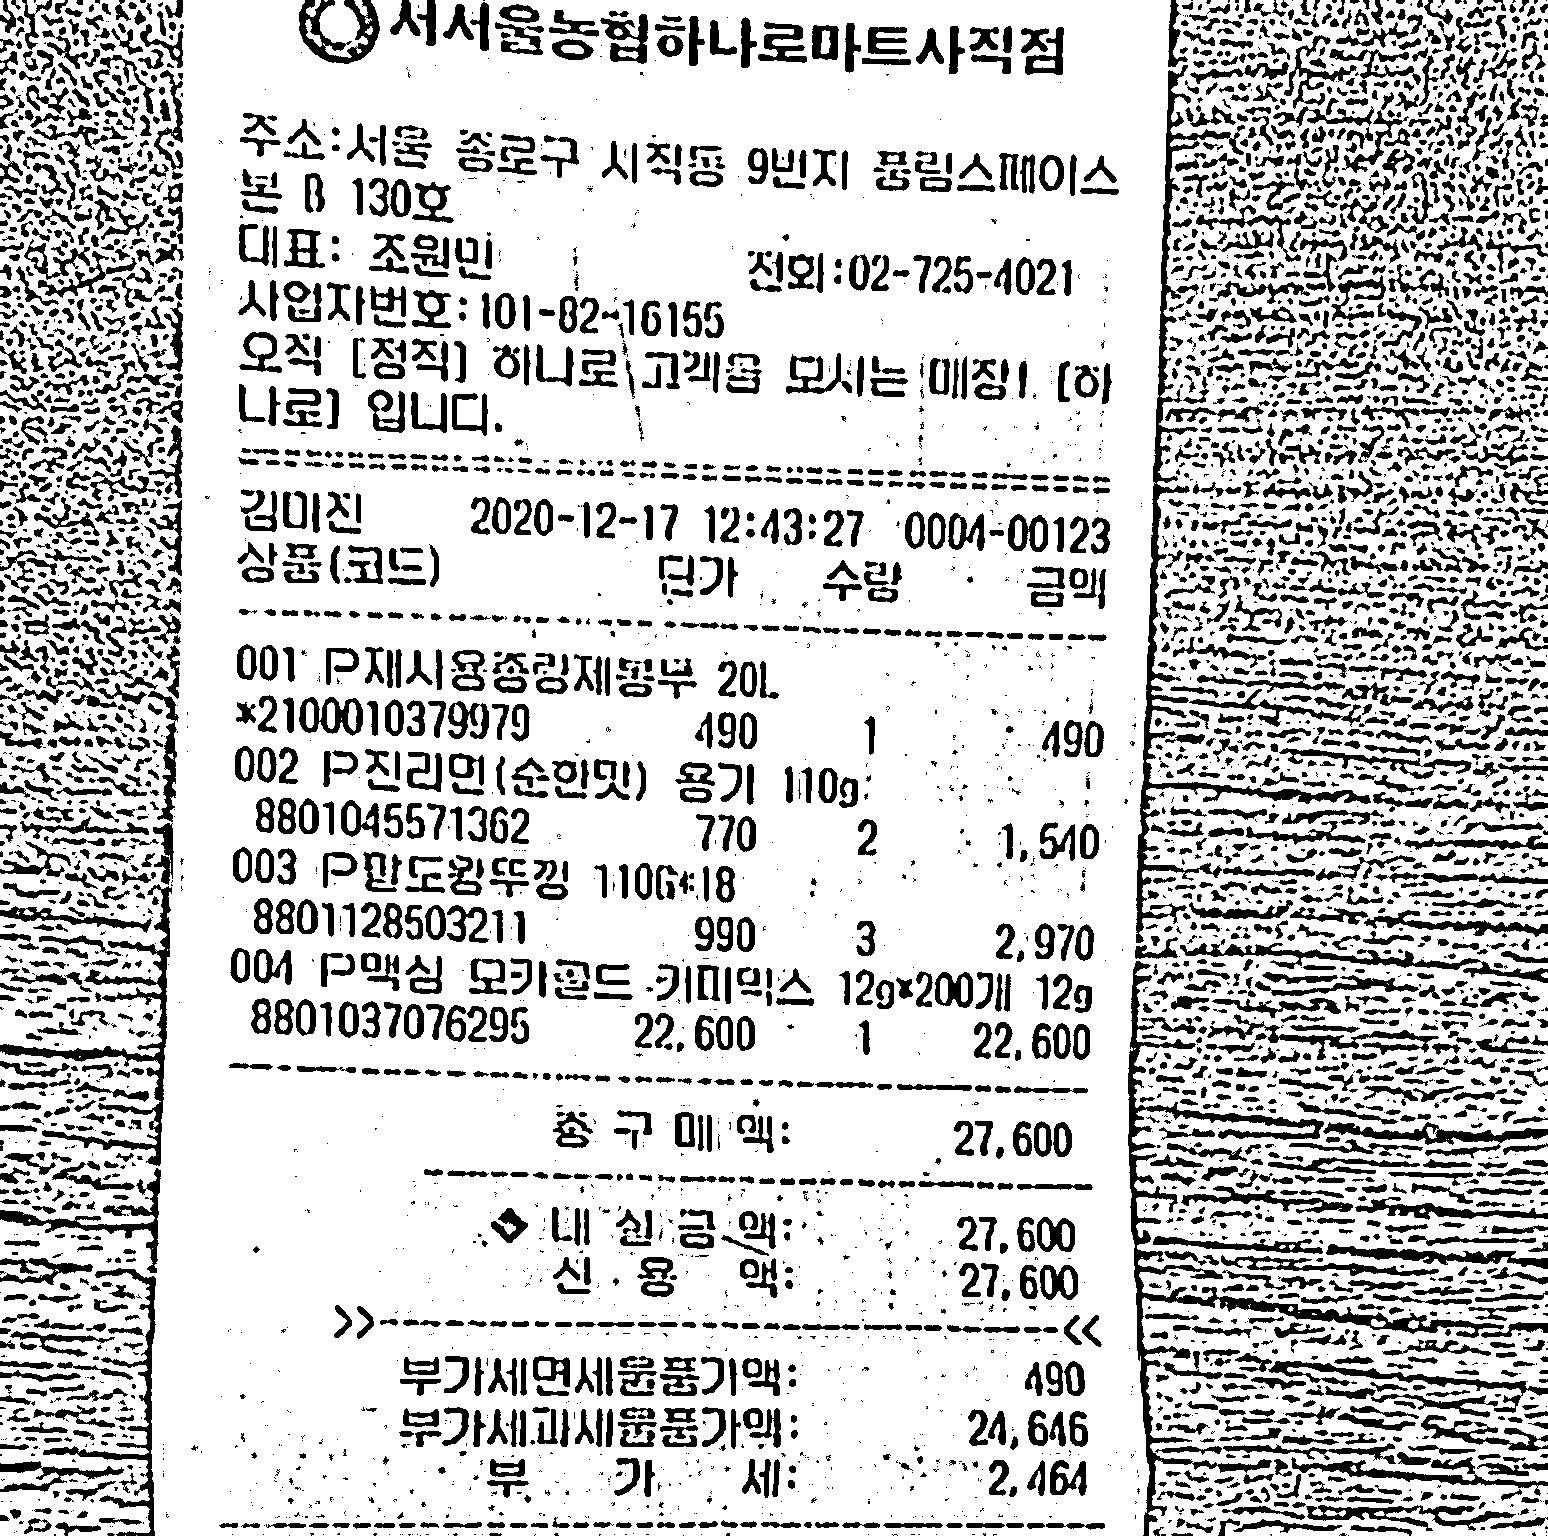 서서울농협하나로마트사직점
주소:서울 종로구 사직동 9번지 풍림스페이스
본 B 130호
대표: 조원민 전화:02-725-4021
사업자번호:101-82-16155
오직 [정직] 하나로 고객을 모시는 매장! [하
나로] 입니다.
김미진 2020-12-17 12:43:27 0004-00123
상품(코드) 단가 수량 금액
001 P재사용종량제봉투 20L
*2100010379979 490 1 490
002 P진라면(순한맛) 용기 110g
8801045571362 770 2 1,540
003 P팔도왕뚜껑 110G*18
8801128503211 990 3 2,970
004 P맥심 모카골드 커피믹스 12g*200개 12g
8801037076295 22,600 1 22,600
총 구 매 액: 27,600
◆ 내 실 금 액: 27,600
신 용 액: 27,600
>>------------------------------<<
부가세면세물품가액: 490
부가세과세물품가액: 24,646
부 가 세: 2,464